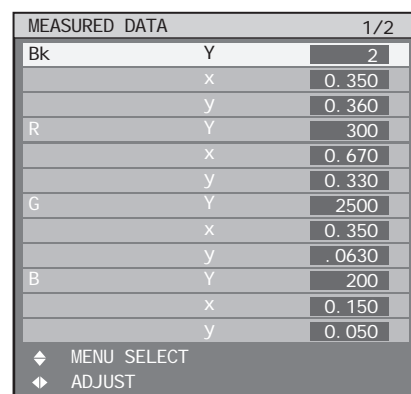 MEASURED DATA 1/2
Bk Y 2
x 0.350
y 0.360
R Y 300
x 0.670
y 0.330
G Y 2500
x 0.350
y .0630
B Y 200
x 0.150
y 0.050
MENU SELECT
ADJUST